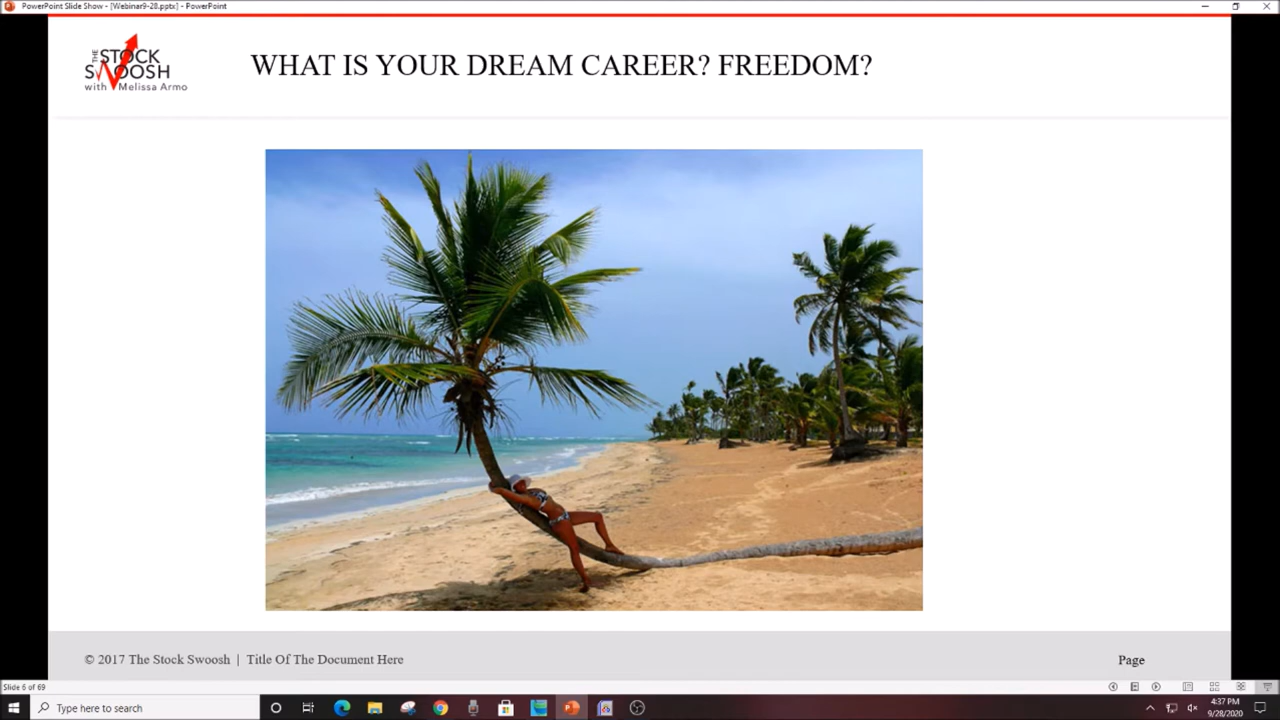 PowerPoint Slide Show - [Webinar9-28.pptx] - PowerPoint
THE STOCK
SWOOSH
with Melissa Armo
WHAT IS YOUR DREAM CAREER? FREEDOM?
© 2017 The Stock Swoosh | Title Of The Document Here
Page
Slide 6 of 69
Type here to search
4:37 PM
9/28/2020